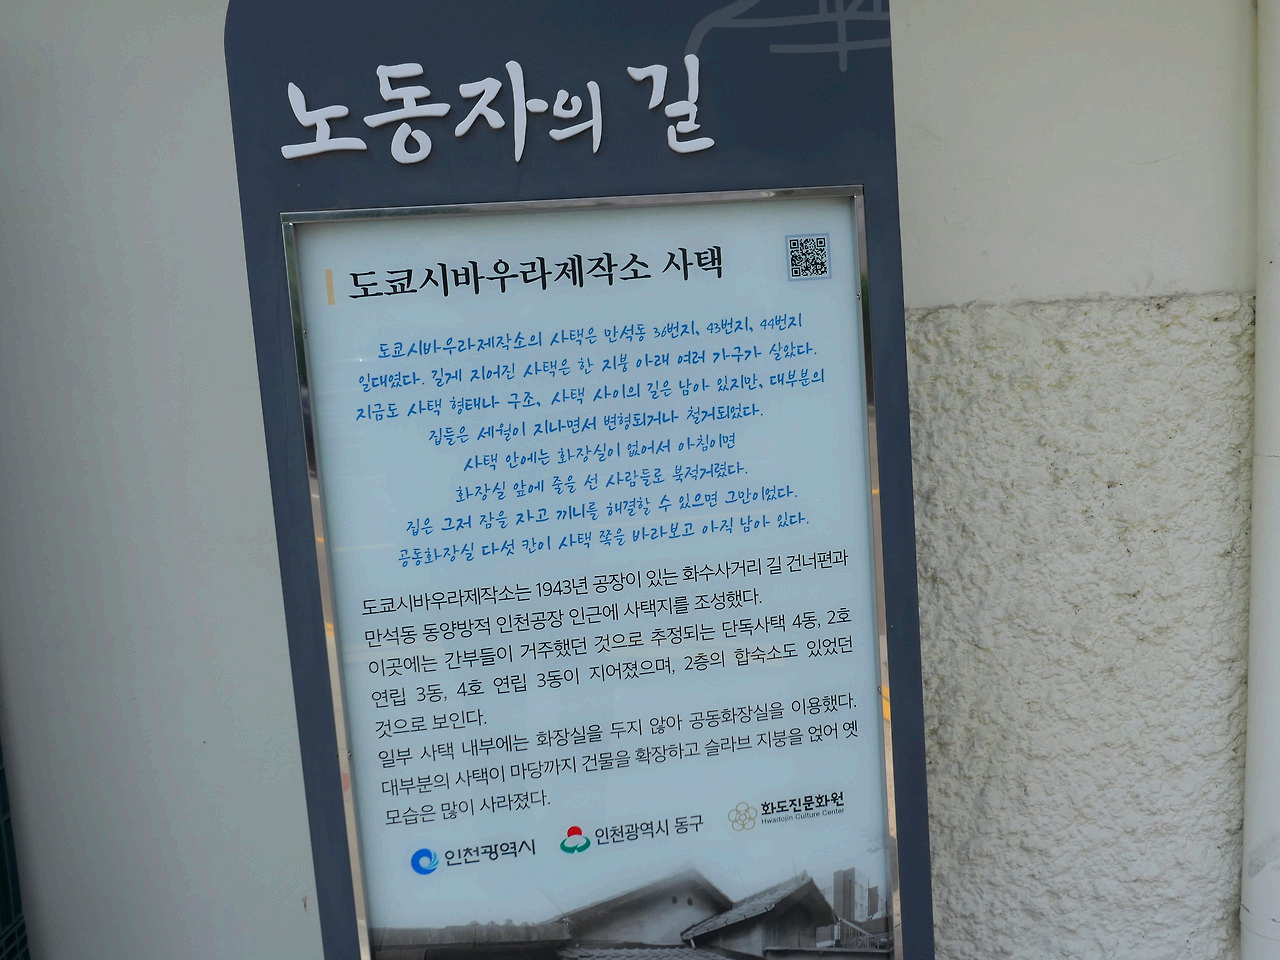 노동자의 길
도쿄시바우라제작소 사택
도쿄시바우라제작소의 사택은 만석동 36번지, 43번지, 44번지
일대였다. 길게 지어진 사택은 한 지붕 아래 여러 가구가 살았다.
지금도 사택 형태나 구조, 사택 사이의 길은 남아 있지만, 대부분의
집들은 세월이 지나면서 변형되거나 철거되었다.
사택 안에는 화장실이 없어서 아침이면
화장실 앞에 줄을 선 사람들로 북적거렸다.
집은 그저 잠을 자고 끼니를 해결할 수 있으면 그만이었다.
공동화장실 다섯 칸이 사택 쪽을 바라보고 아직 남아 있다.
도쿄시바우라제작소는 1943년 공장이 있는 화수사거리 길 건너편과
만석동 동양방적 인천공장 인근에 사택지를 조성했다.
이곳에는 간부들이 거주했던 것으로 추정되는 단독사택 4동, 2호
연립 3동, 4호 연립 3동이 지어졌으며, 2층의 합숙소도 있었던
것으로 보인다.
일부 사택 내부에는 화장실을 두지 않아 공동화장실을 이용했다.
대부분의 사택이 마당까지 건물을 확장하고 슬라브 지붕을 얹어 옛
모습은 많이 사라졌다.
인천광역시
인천광역시 동구
화도진문화원
Hwadojin Culture Center